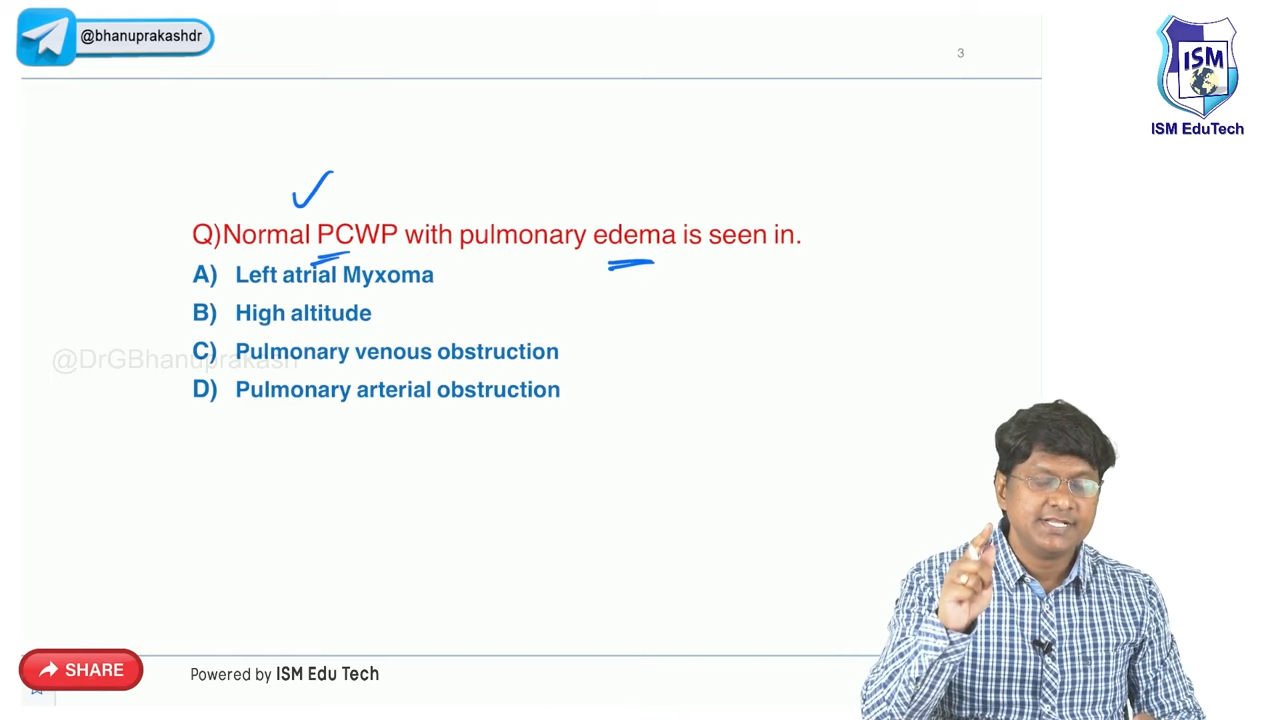 @bhanuprakashdr
3
ISM
ISM EduTech
Q)Normal PCWP with pulmonary edema is seen in.
A) Left atrial Myxoma
B) High altitude
C) Pulmonary venous obstruction
@DrGBhanuprakash
D) Pulmonary arterial obstruction
SHARE
Powered by ISM Edu Tech